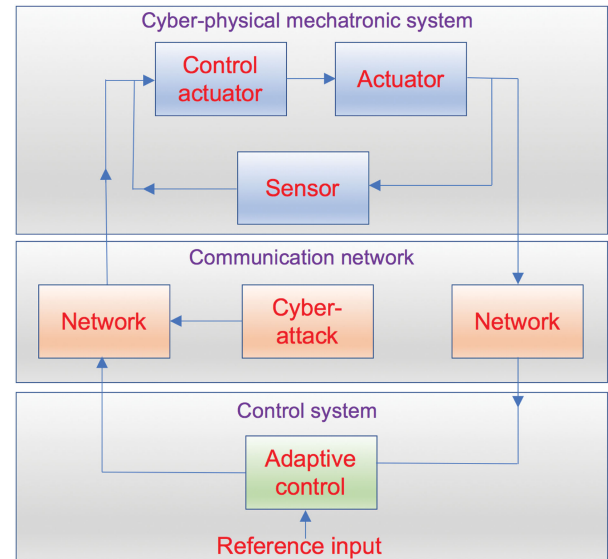 Cyber-physical mechatronic system
Control
actuator
Actuator
Sensor
Communication network
Network
Cyber-
attack
Network
Control system
Adaptive
control
Reference input